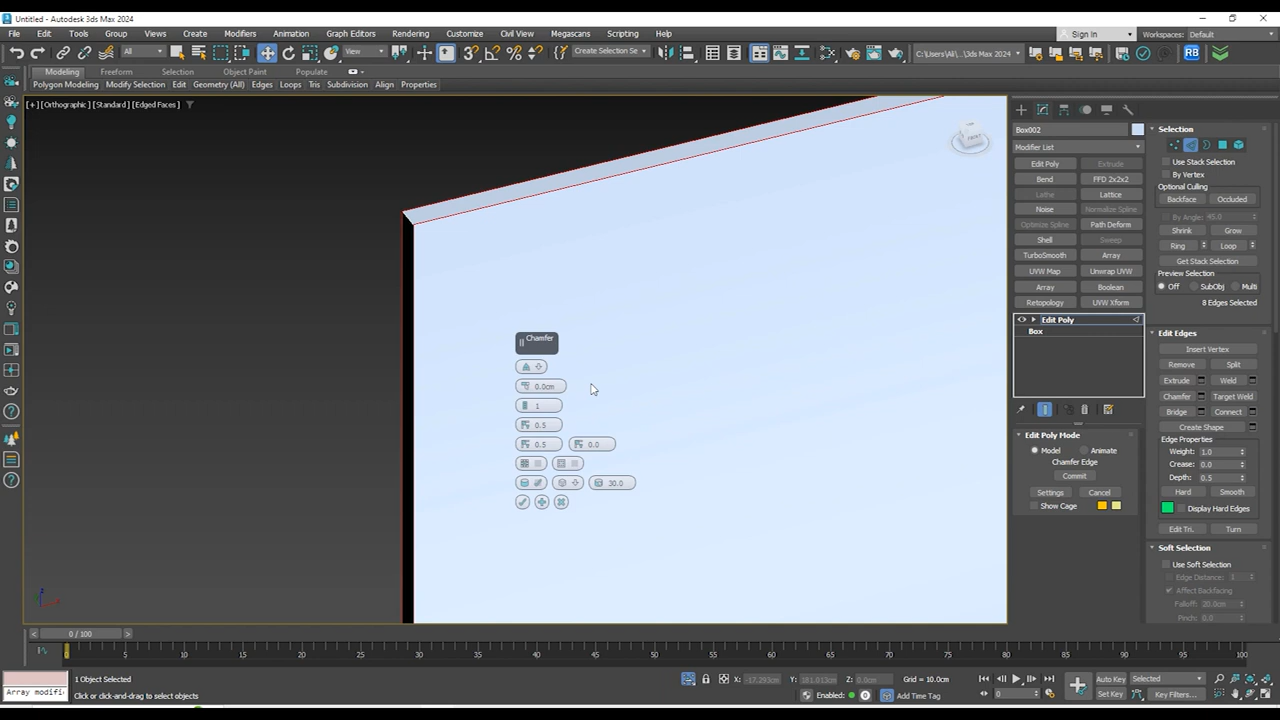 Untitled - Autodesk 3ds Max 2024
File Edit Tools Group Views Create Modifiers Animation Graph Editors Rendering Customize Civil View Megascans Scripting Help
Sign In Workspaces: Default
All View Create Selection Se C:\Users\Ali\...\3ds Max 2024 RB
Modeling Freeform Selection Object Paint Populate
Polygon Modeling Modify Selection Edit Geometry (All) Edges Loops Tris Subdivision Align Properties
[+] [Orthographic] [Standard] [Edged Faces]
FRONT
Chamfer
0.0cm
1
0.5
0.5 0.0
30.0
Box002
Modifier List
Edit Poly Extrude
Bend FFD 2x2x2
Lathe Lattice
Noise Normalize Spline
Optimize Spline Path Deform
Shell Sweep
TurboSmooth Array
UVW Map Unwrap UVW
Array Boolean
Retopology UVW Xform
Edit Poly
Box
Edit Poly Mode
Model Animate
Chamfer Edge
Commit
Settings Cancel
Show Cage
Selection
Use Stack Selection
By Vertex
Optional Culling
Backface Occluded
By Angle: 45.0
Shrink Grow
Ring Loop
Get Stack Selection
Preview Selection
Off SubObj Multi
8 Edges Selected
Edit Edges
Insert Vertex
Remove Split
Extrude Weld
Chamfer Target Weld
Bridge Connect
Create Shape
Edge Properties
Weight: 1.0
Crease: 0.0
Depth: 0.5
Hard Smooth
Display Hard Edges
Edit Tri. Turn
Soft Selection
Use Soft Selection
Edge Distance: 1
Affect Backfacing
Falloff: 20.0cm
Pinch: 0.0
0 / 100
5 10 15 20 25 30 35 40 45 50 55 60 65 70 75 80 85 90 95 100
1 Object Selected
Click or click-and-drag to select objects
Array modifi
X: -17.293cm Y: 181.013cm Z: 0.0cm Grid = 10.0cm
Enabled: Add Time Tag
0
Auto Key Selected
Set Key Key Filters...